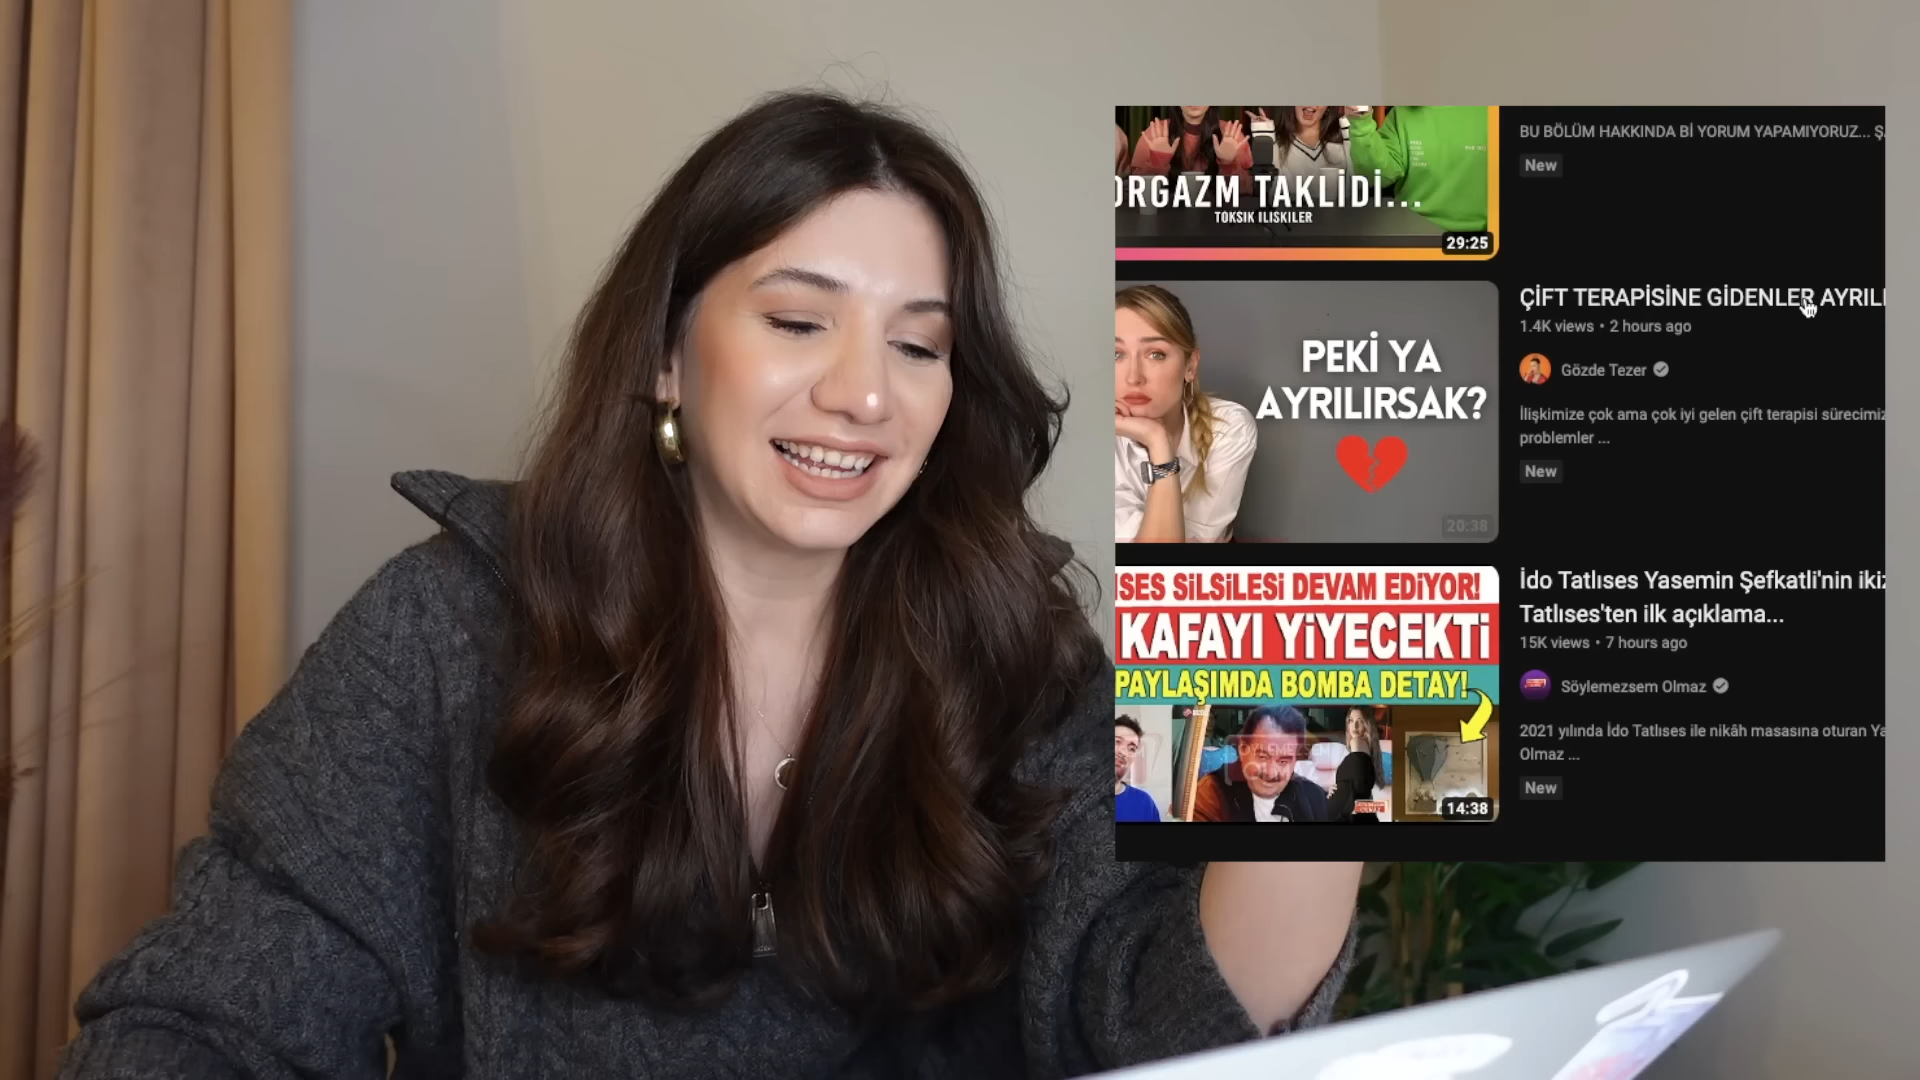 ORGAZM TAKLİDİ...
TOKSIK ILISKILER
29:25
BU BÖLÜM HAKKINDA Bİ YORUM YAPAMIYORUZ...
New
PEKİ YA
AYRILIRSAK?
20:38
ÇİFT TERAPİSİNE GİDENLER AYRILI
1.4K views • 2 hours ago
Gözde Tezer
İlişkimize çok ama çok iyi gelen çift terapisi sürecimiz
problemler ...
New
SES SİLSİLESİ DEVAM EDİYOR!
KAFAYI YİYECEKTİ
PAYLAŞIMDA BOMBA DETAY!
14:38
İdo Tatlıses Yasemin Şefkatli'nin ikiz
Tatlıses'ten ilk açıklama...
15K views • 7 hours ago
Söylemezsem Olmaz
2021 yılında İdo Tatlıses ile nikâh masasına oturan Ya
Olmaz ...
New